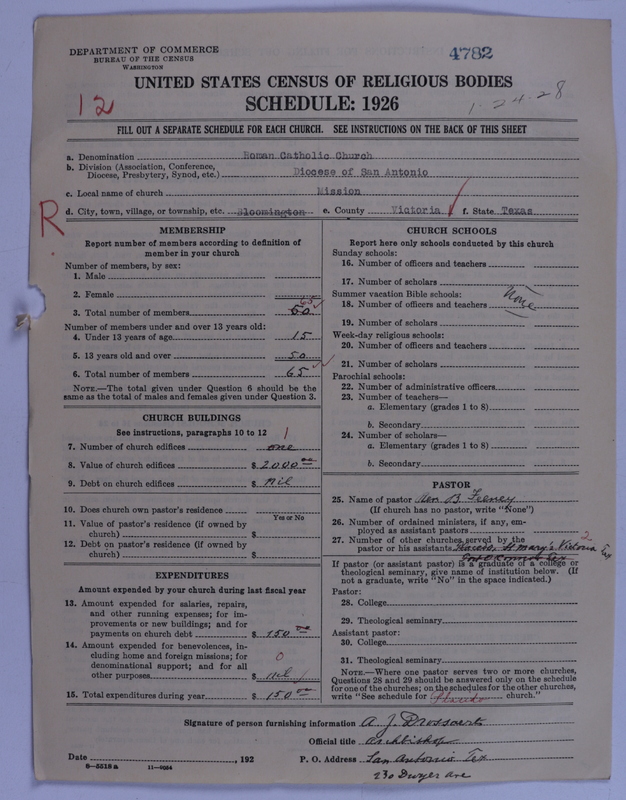 DEPARTMENT OF COMMERCE
BUREAU OF THE CENSUS
WASHINGTON
4782
UNITED STATES CENSUS OF RELIGIOUS BODIES
SCHEDULE: 1926
12
1-24-28
FILL OUT A SEPARATE SCHEDULE FOR EACH CHURCH. SEE INSTRUCTIONS ON THE BACK OF THIS SHEET
a. Denomination Roman Catholic Church
b. Division (Association, Conference, Diocese, Presbytery, Synod, etc.) Diocese of San Antonio
c. Local name of church Mission
d. City, town, village, or township, etc. Bloomington e. County Victoria f. State Texas
R
MEMBERSHIP
Report number of members according to definition of member in your church
Number of members, by sex:
1. Male
2. Female
65
3. Total number of members 60
Number of members under and over 13 years old:
4. Under 13 years of age 15
5. 13 years old and over 50
6. Total number of members 65
NOTE.—The total given under Question 6 should be the same as the total of males and females given under Question 3.
CHURCH BUILDINGS
See instructions, paragraphs 10 to 12
1
7. Number of church edifices one
8. Value of church edifices $ 2000 00
9. Debt on church edifices $ Nil
10. Does church own pastor's residence
Yes or No
11. Value of pastor's residence (if owned by church) $
12. Debt on pastor's residence (if owned by church) $
EXPENDITURES
Amount expended by your church during last fiscal year
13. Amount expended for salaries, repairs, and other running expenses; for improvements or new buildings; and for payments on church debt $ 150 00
14. Amount expended for benevolences, including home and foreign missions; for denominational support; and for all other purposes $ nil
0
15. Total expenditures during year $ 150 00
CHURCH SCHOOLS
Report here only schools conducted by this church
Sunday schools:
16. Number of officers and teachers
17. Number of scholars
Summer vacation Bible schools:
18. Number of officers and teachers
None
19. Number of scholars
Week-day religious schools:
20. Number of officers and teachers
21. Number of scholars
Parochial schools:
22. Number of administrative officers
23. Number of teachers—
a. Elementary (grades 1 to 8)
b. Secondary
24. Number of scholars—
a. Elementary (grades 1 to 8)
b. Secondary
PASTOR
25. Name of pastor B. Feeney
(If church has no pastor, write "None")
26. Number of ordained ministers, if any, employed as assistant pastors
27. Number of other churches served by the pastor or his assistants Placedo, St Mary's Victoria Tex
2
If pastor (or assistant pastor) is a graduate of a college or theological seminary, give name of institution below. (If not a graduate, write "No" in the space indicated.)
Pastor:
28. College
29. Theological seminary
Assistant pastor:
30. College
31. Theological seminary
NOTE.—Where one pastor serves two or more churches, Questions 28 and 29 should be answered only on the schedule for one of the churches; on the schedules for the other churches, write "See schedule for church."
Signature of person furnishing information A. J. Drossaerts
Official title Archbishop
Date , 192 P. O. Address San Antonio Tex
230 Dwyer ave
8-5518 a 11-9054